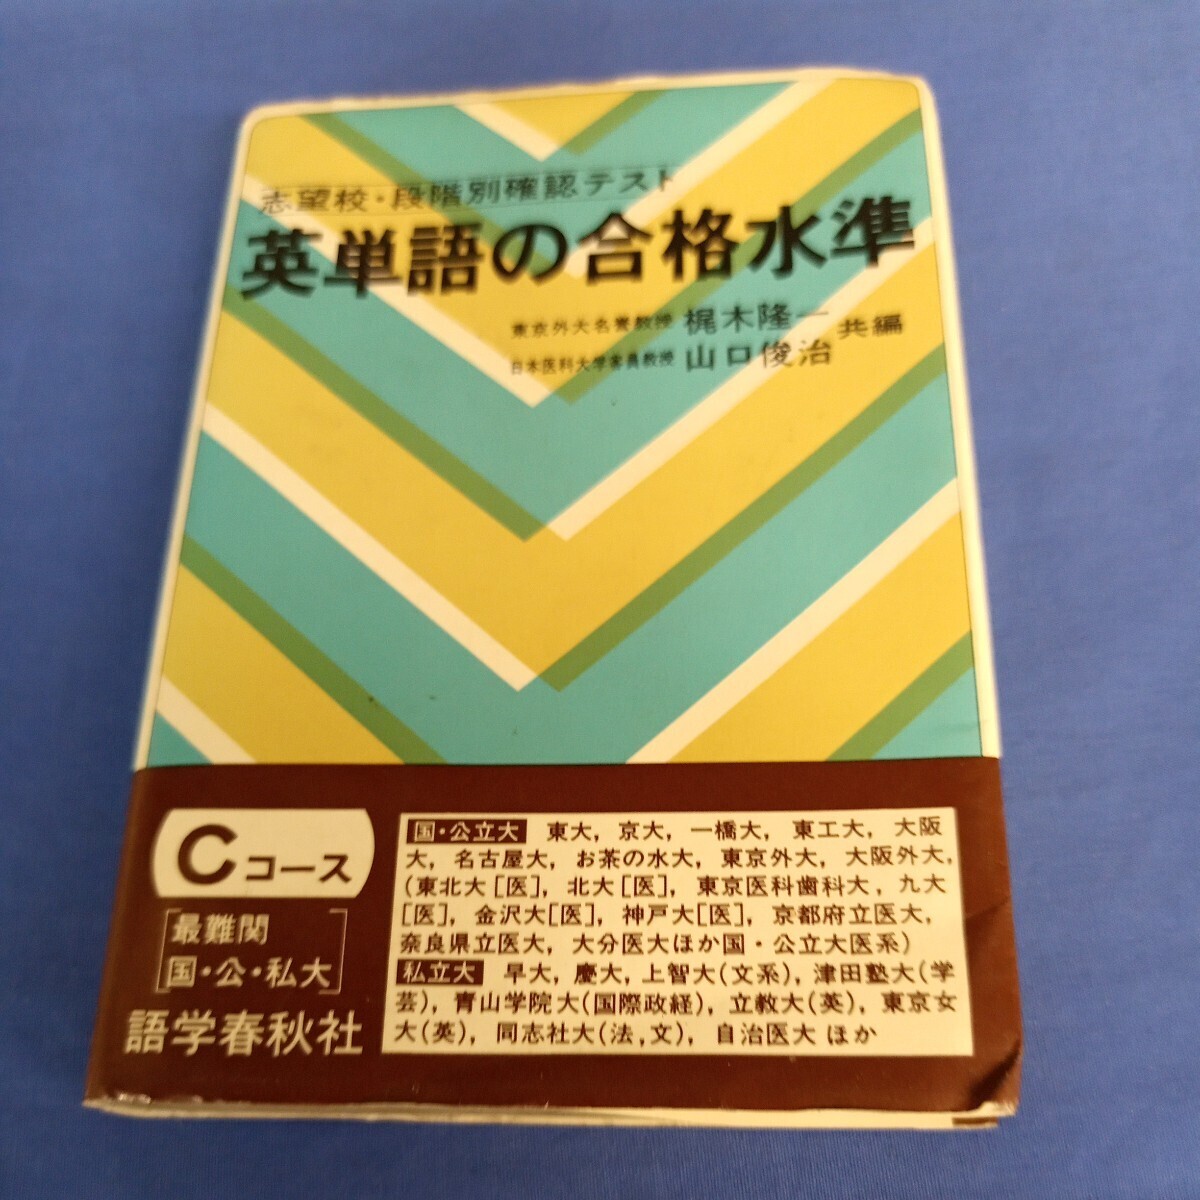 志望校・段階別確認テスト
英単語の合格水準
東京外大名誉教授 梶木隆一
日本医科大学客員教授 山口俊治
共編
Cコース
[最難関
国・公・私大]
語学春秋社
国・公立大 東大, 京大, 一橋大, 東工大, 大阪
大, 名古屋大, お茶の水大, 東京外大, 大阪外大,
(東北大[医], 北大[医], 東京医科歯科大, 九大
[医], 金沢大[医], 神戸大[医], 京都府立医大,
奈良県立医大, 大分医大ほか国・公立大医系)
私立大 早大, 慶大, 上智大(文系), 津田塾大(学
芸), 青山学院大(国際政経), 立教大(英), 東京女
大(英), 同志社大(法,文), 自治医大 ほか